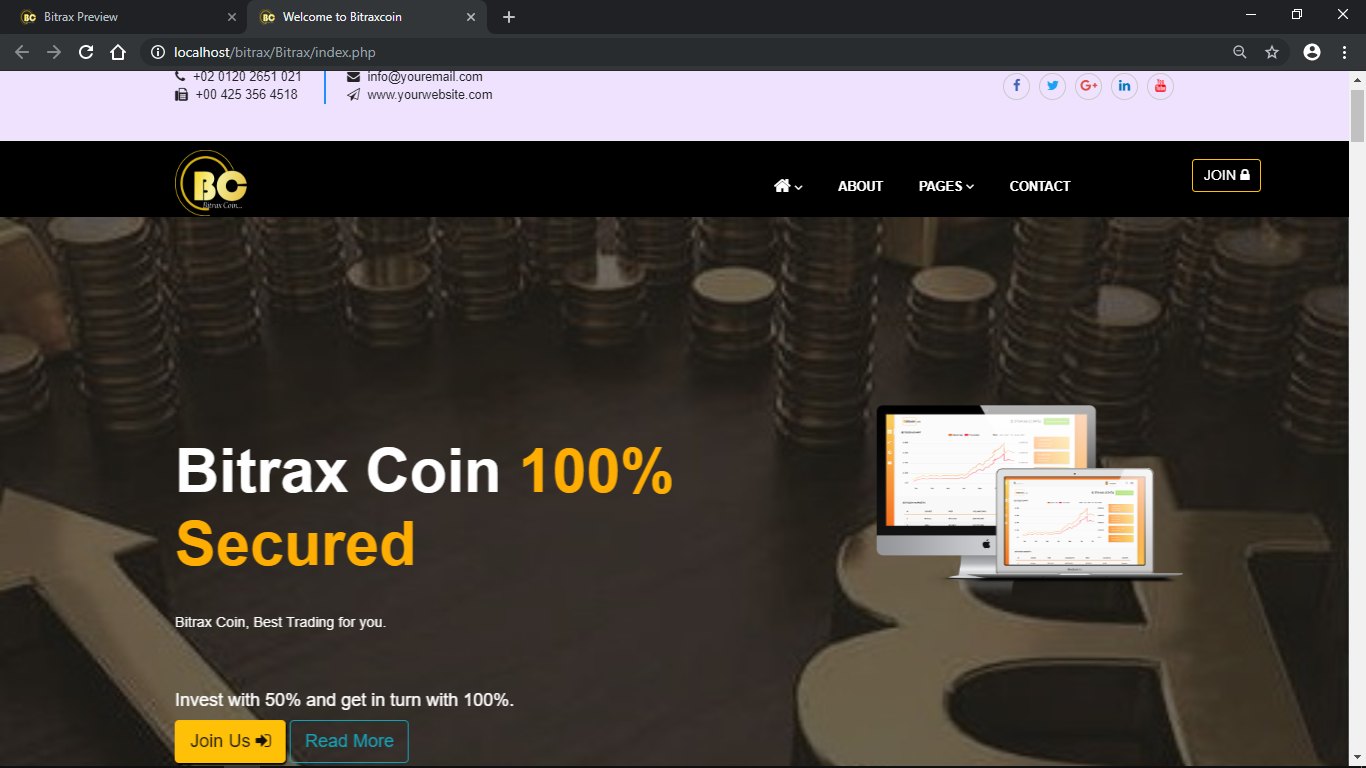 Bitrax Preview
Welcome to Bitraxcoin
localhost/bitrax/Bitrax/index.php
+02 0120 2651 021
info@youremail.com
+00 425 356 4518
www.yourwebsite.com
BC
Bitrax Coin...
ABOUT
PAGES
CONTACT
JOIN
Bitrax Coin 100%
Secured
Bitrax Coin, Best Trading for you.
Invest with 50% and get in turn with 100%.
Join Us
Read More